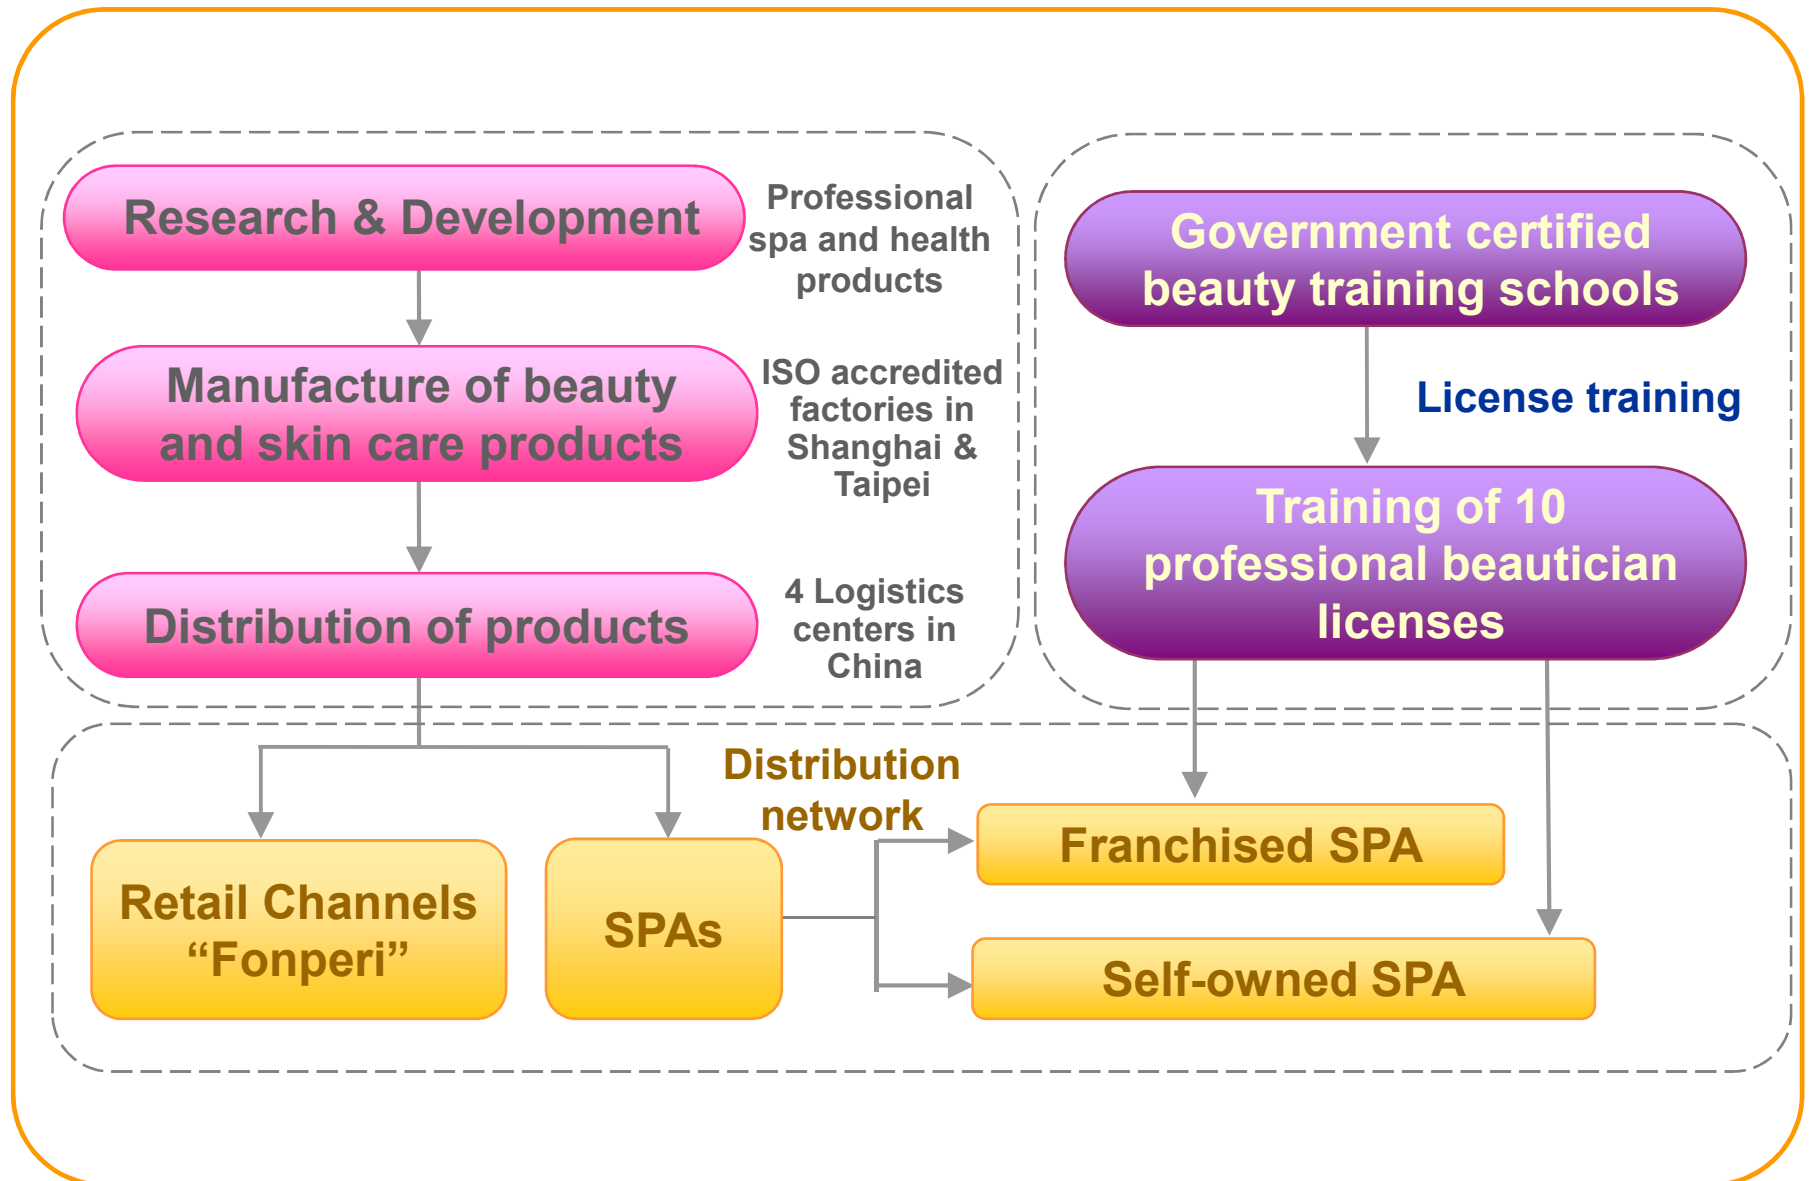 Research & Development
Professional
spa and health
products
Manufacture of beauty
and skin care products
ISO accredited
factories in
Shanghai &
Taipei
Distribution of products
4 Logistics
centers in
China
Government certified
beauty training schools
License training
Training of 10
professional beautician
licenses
Distribution
network
Retail Channels
“Fonperi”
SPAs
Franchised SPA
Self-owned SPA